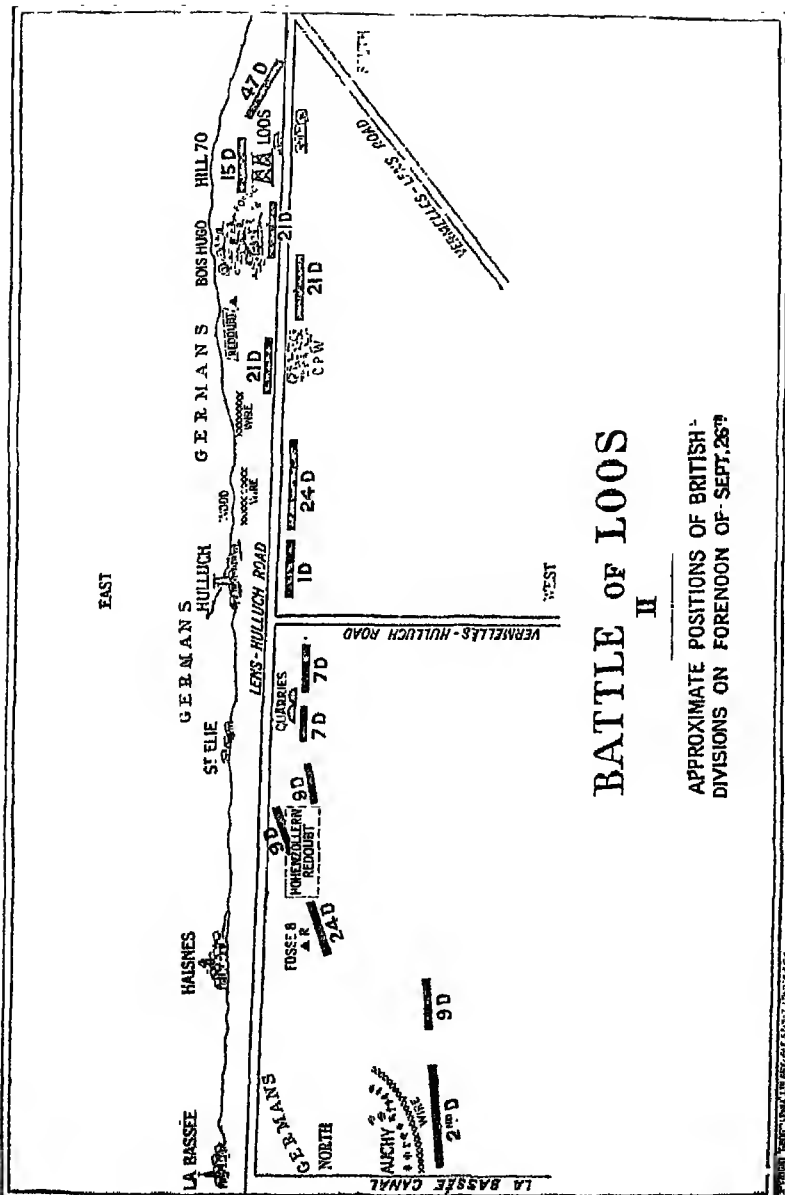 EAST
GERMANS
GERMANS
LA BASSÉE
HAISNES
ST ELIE
HULLUCH
WOOD
WIRE
WIRE
REDOUBT
BOIS HUGO
HILL 70
15 D
47 D
LOOS
21 D
21 D
21 D
C P W
LENS-HULLUCH ROAD
24 D
1 D
VERMELLES-HULLUCH ROAD
VERMELLES-LENS ROAD
SOUTH
WEST
QUARRIES
7 D
7 D
9 D
9 D
HOHENZOLLERN
REDOUBT
FOSSE 8
R
24 D
9 D
GERMANS
NORTH
AUCHY
WIRE
2ND D
LA BASSÉE CANAL
BATTLE OF LOOS
II
APPROXIMATE POSITIONS OF BRITISH
DIVISIONS ON FORENOON OF SEPT. 26TH